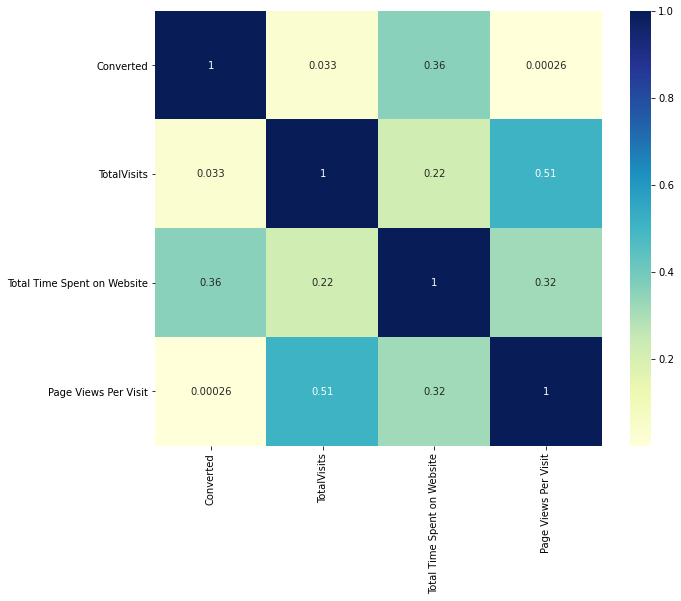 1.0
Converted
1
0.033
0.36
0.00026
0.8
TotalVisits
0.033
1
0.22
0.51
0.6
Total Time Spent on Website
0.36
0.22
1
0.32
0.4
0.2
Page Views Per Visit
0.00026
0.51
0.32
1
Converted
TotalVisits
Total Time Spent on Website
Page Views Per Visit